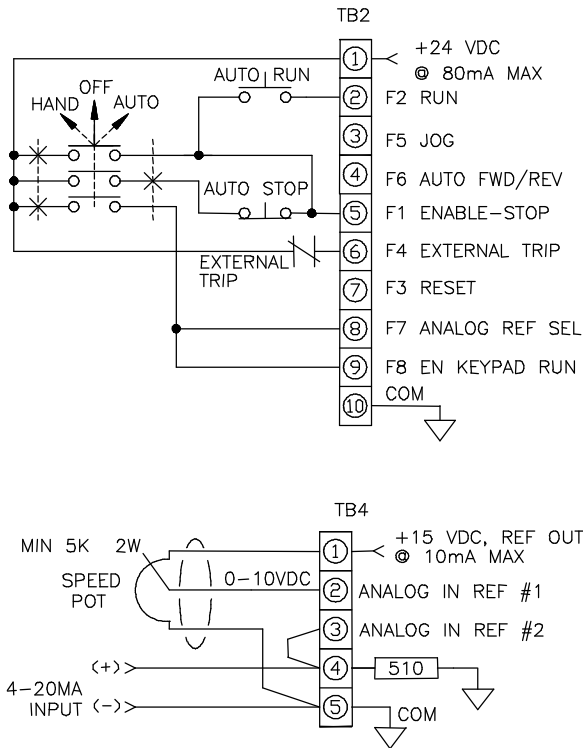 TB2
1
+24 VDC
@ 80mA MAX
AUTO RUN
2
F2 RUN
OFF
HAND
AUTO
3
F5 JOG
4
F6 AUTO FWD/REV
AUTO STOP
5
F1 ENABLE-STOP
6
F4 EXTERNAL TRIP
EXTERNAL
TRIP
7
F3 RESET
8
F7 ANALOG REF SEL
9
F8 EN KEYPAD RUN
10
COM
TB4
MIN 5K 2W
1
+15 VDC, REF OUT
@ 10mA MAX
SPEED
POT
0-10VDC
2
ANALOG IN REF #1
3
ANALOG IN REF #2
(+)
4
510
4-20MA
INPUT
(-)
5
COM